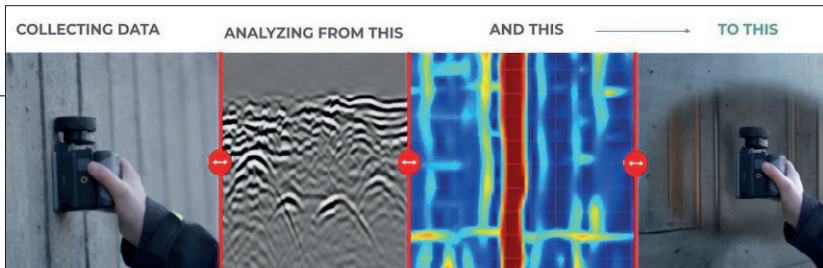 COLLECTING DATA
ANALYZING FROM THIS
AND THIS
TO THIS